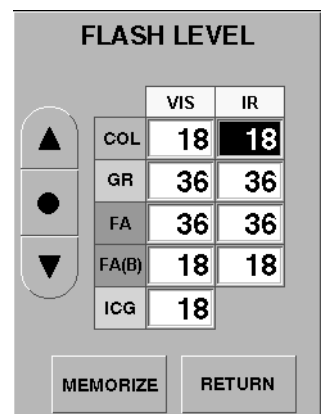 FLASH LEVEL
VIS IR
COL 18 18
GR 36 36
FA 36 36
FA(B) 18 18
ICG 18
MEMORIZE RETURN